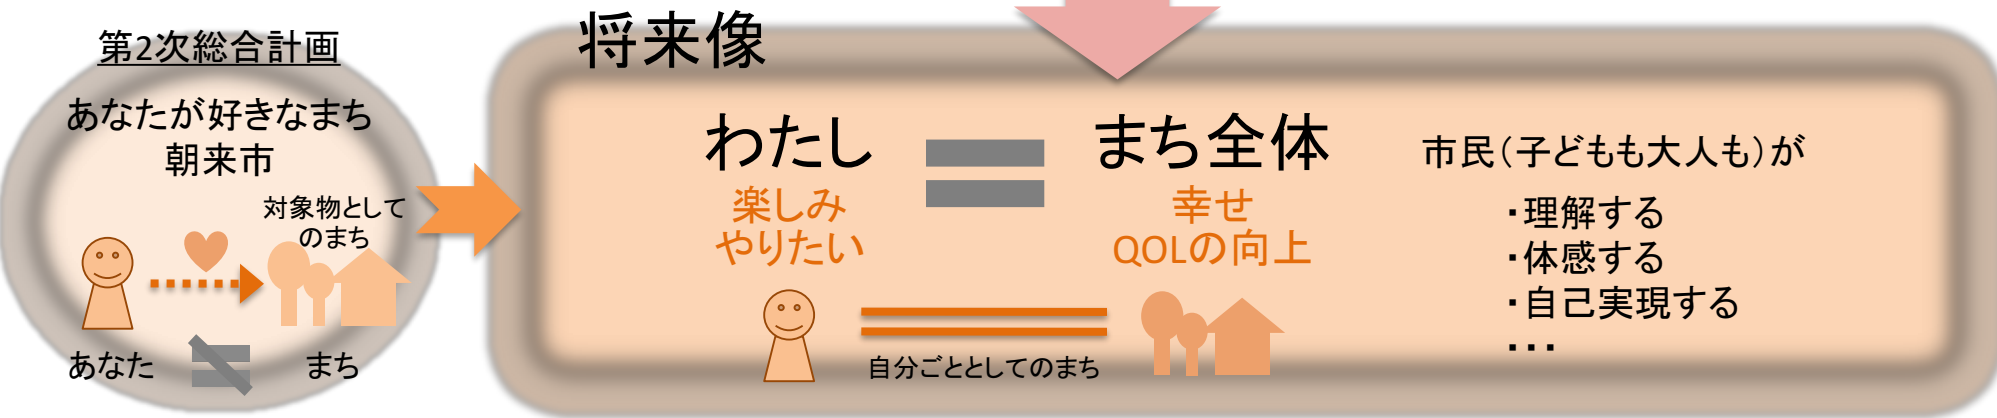 第2次総合計画
あなたが好きなまち
朝来市
対象物として
のまち
あなた
まち
将来像
わたし
楽しみ
やりたい
まち全体
幸せ
QOLの向上
自分ごととしてのまち
市民(子どもも大人も)が
・理解する
・体感する
・自己実現する
・・・